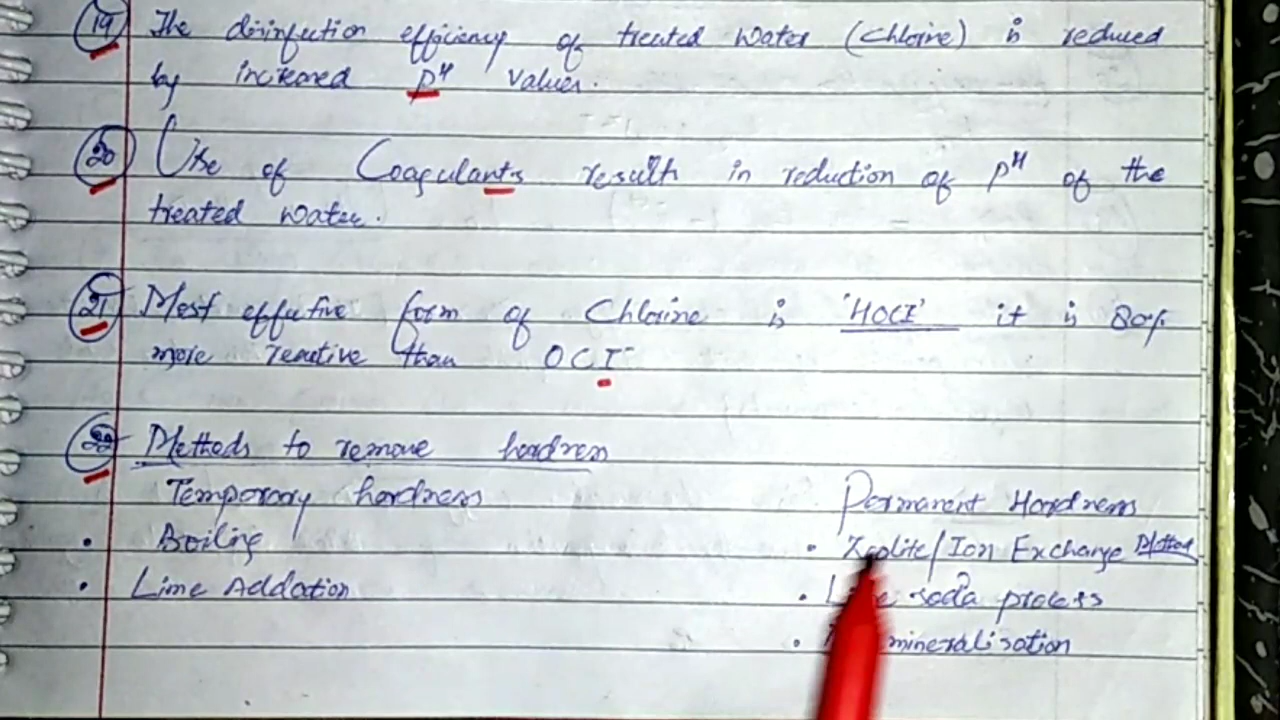 19 The disinfection efficiency of treated water (chlorine) is reduced
by increased pH values.
20 Use of Coagulants result in reduction of pH of the
treated water.
21 Most effective form of Chlorine is 'HOCl' it is 80%
more reactive than OCl⁻
22 Methods to remove hardness
Temporary hardness
• Boiling
• Lime Addation
Permanent Hardness
• Zeolite/Ion Exchange Method
• soda process
• mineralisation